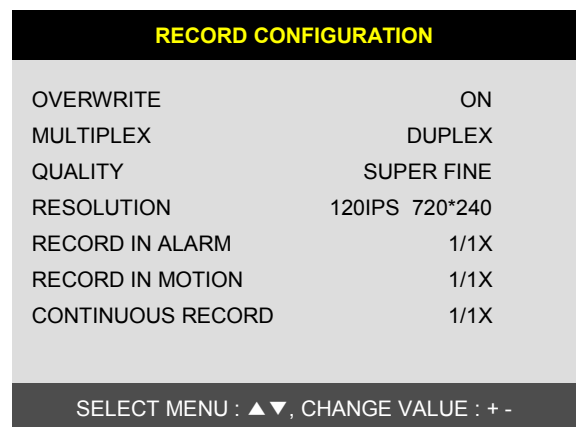 RECORD CONFIGURATION
OVERWRITE ON
MULTIPLEX DUPLEX
QUALITY SUPER FINE
RESOLUTION 120IPS 720*240
RECORD IN ALARM 1/1X
RECORD IN MOTION 1/1X
CONTINUOUS RECORD 1/1X
SELECT MENU : ▲▼, CHANGE VALUE : + -